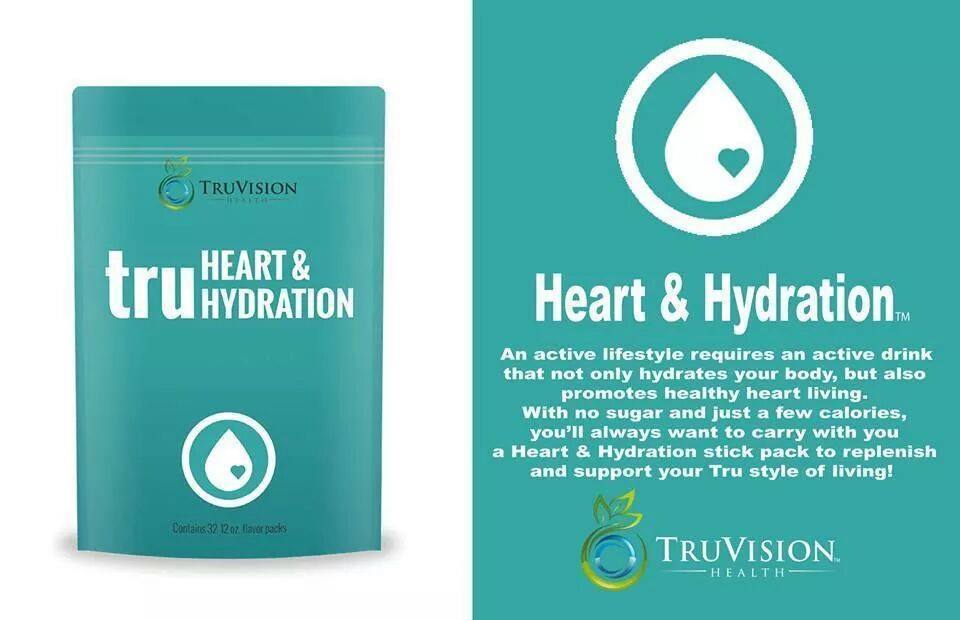 TRUVISION
HEALTH
tru HEART &
HYDRATION
Contains 32 12 oz. flavor packs
Heart & Hydration™
An active lifestyle requires an active drink
that not only hydrates your body, but also
promotes healthy heart living.
With no sugar and just a few calories,
you'll always want to carry with you
a Heart & Hydration stick pack to replenish
and support your Tru style of living!
TRUVISION™
HEALTH